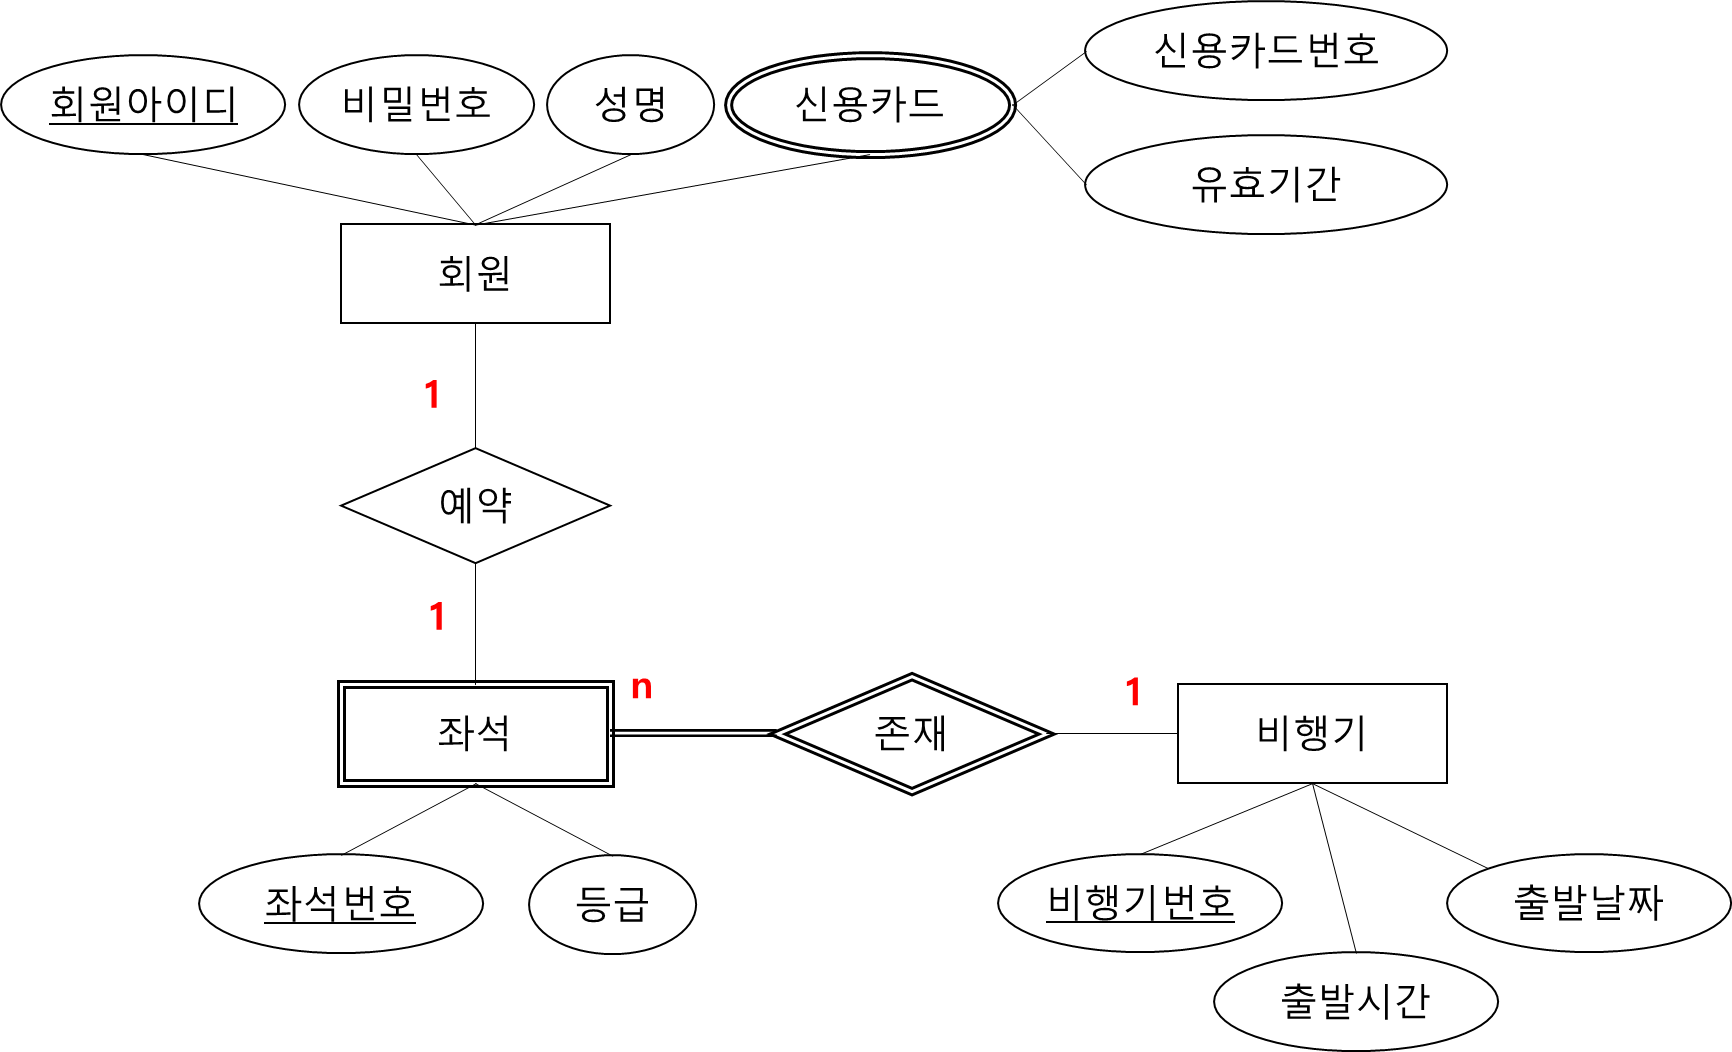 신용카드번호
회원아이디
비밀번호
성명
신용카드
유효기간
회원
1
예약
1
좌석
n
존재
1
비행기
좌석번호
등급
비행기번호
출발날짜
출발시간